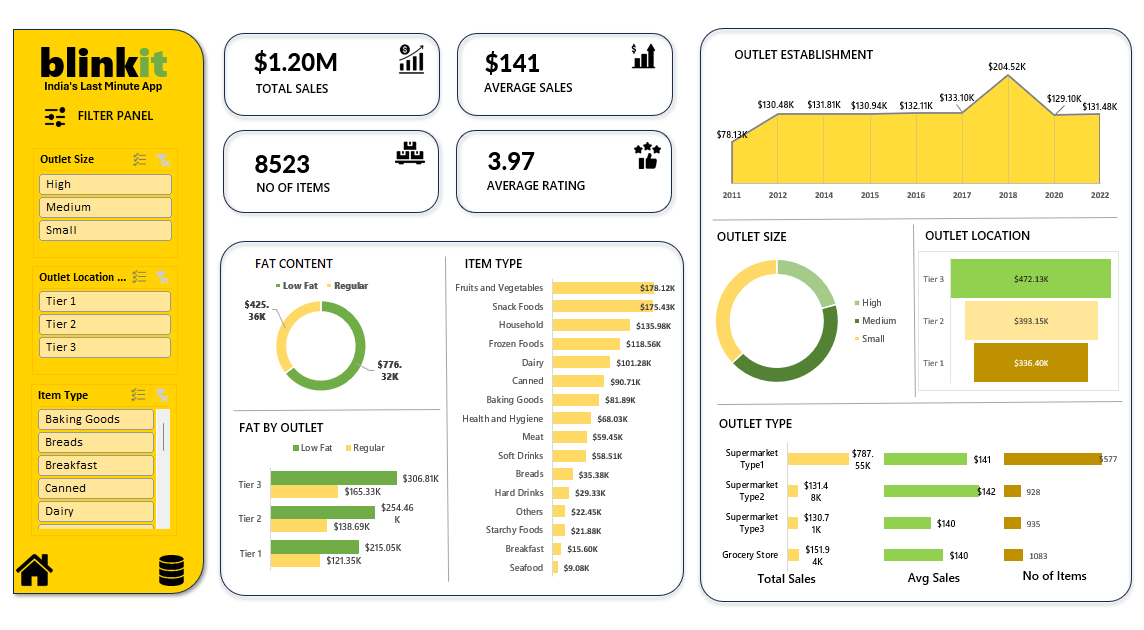 blinkit
India's Last Minute App
FILTER PANEL
Outlet Size
High
Medium
Small
Outlet Location ...
Tier 1
Tier 2
Tier 3
Item Type
Baking Goods
Breads
Breakfast
Canned
Dairy
$1.20M
TOTAL SALES
$141
AVERAGE SALES
8523
NO OF ITEMS
3.97
AVERAGE RATING
FAT CONTENT
Low Fat Regular
$425.
36K
$776.
32K
FAT BY OUTLET
Low Fat Regular
Tier 3 $306.81K
$165.33K
Tier 2 $254.46
K
$138.69K
Tier 1 $215.05K
$121.35K
ITEM TYPE
Fruits and Vegetables $178.12K
Snack Foods $175.43K
Household $135.98K
Frozen Foods $118.56K
Dairy $101.28K
Canned $90.71K
Baking Goods $81.89K
Health and Hygiene $68.03K
Meat $59.45K
Soft Drinks $58.51K
Breads $35.38K
Hard Drinks $29.33K
Others $22.45K
Starchy Foods $21.88K
Breakfast $15.60K
Seafood $9.08K
OUTLET ESTABLISHMENT
$78.13K $130.48K $131.81K $130.94K $132.11K $133.10K $204.52K $129.10K $131.48K
2011 2012 2014 2015 2016 2017 2018 2020 2022
OUTLET SIZE
High
Medium
Small
OUTLET LOCATION
Tier 3 $472.13K
Tier 2 $393.15K
Tier 1 $336.40K
OUTLET TYPE
Supermarket
Type1
$787.
55K
$141
5577
Supermarket
Type2
$131.4
8K
$142
928
Supermarket
Type3
$130.7
1K
$140
935
Grocery Store
$151.9
4K
$140
1083
Total Sales
Avg Sales
No of Items